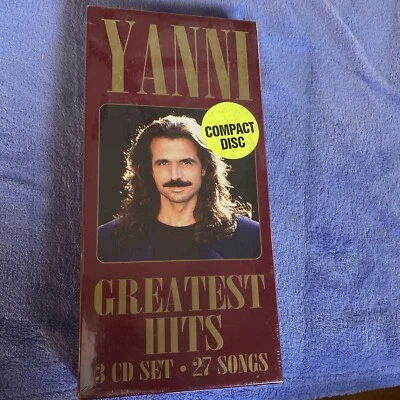 YANNI
COMPACT
DISC
GREATEST
HITS
3 CD SET • 27 SONGS